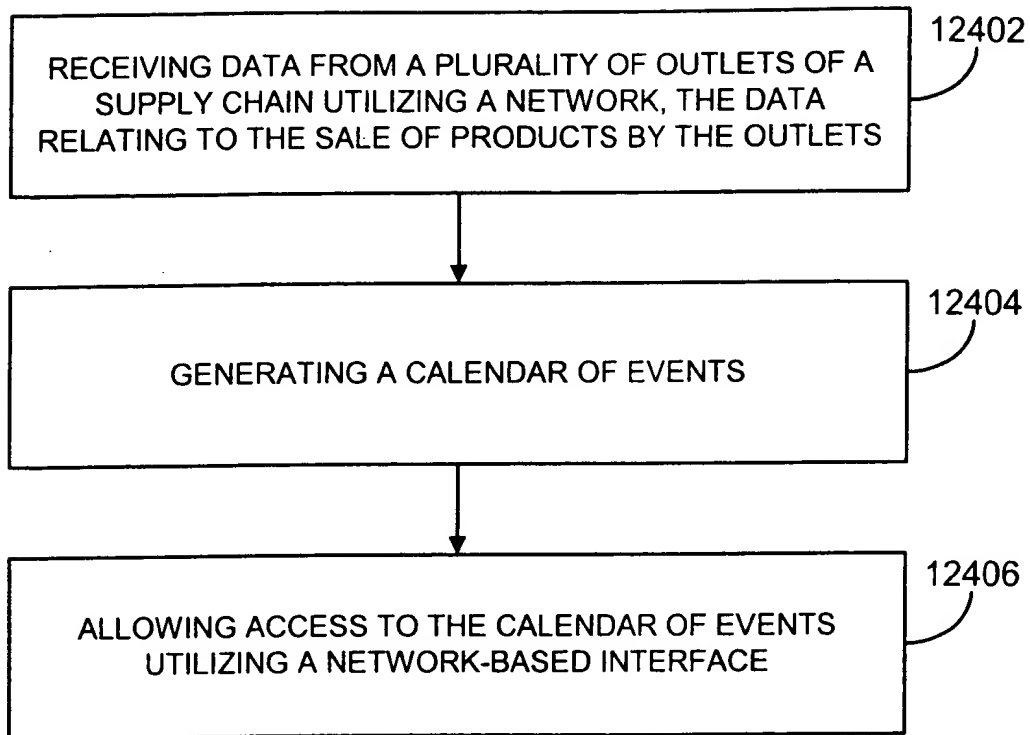 12402
RECEIVING DATA FROM A PLURALITY OF OUTLETS OF A
SUPPLY CHAIN UTILIZING A NETWORK, THE DATA
RELATING TO THE SALE OF PRODUCTS BY THE OUTLETS
12404
GENERATING A CALENDAR OF EVENTS
12406
ALLOWING ACCESS TO THE CALENDAR OF EVENTS
UTILIZING A NETWORK-BASED INTERFACE